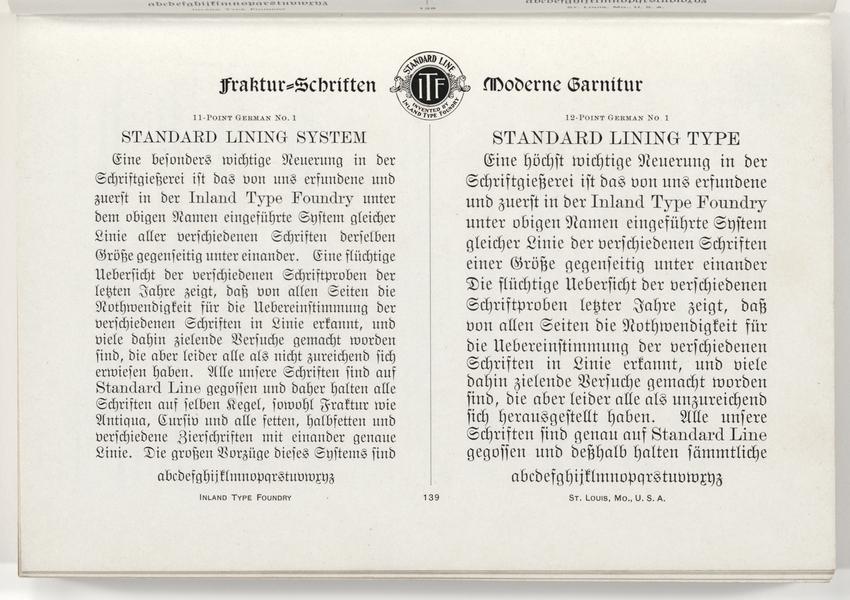 Fraktur-Schriften
STANDARD LINE
ITF
INVENTED BY
INLAND TYPE FOUNDRY
Moderne Garnitur
11-POINT GERMAN NO. 1
STANDARD LINING SYSTEM
Eine besonders wichtige Neuerung in der
Schriftgießerei ist das von uns erfundene und
zuerst in der Inland Type Foundry unter
dem obigen Namen eingeführte System gleicher
Linie aller verschiedenen Schriften derselben
Größe gegenseitig unter einander. Eine flüchtige
Uebersicht der verschiedenen Schriftproben der
letzten Jahre zeigt, daß von allen Seiten die
Nothwendigkeit für die Uebereinstimmung der
verschiedenen Schriften in Linie erkannt, und
viele dahin zielende Versuche gemacht worden
sind, die aber leider alle als nicht zureichend sich
erwiesen haben. Alle unsere Schriften sind auf
Standard Line gegossen und daher halten alle
Schriften auf selben Kegel, sowohl Fraktur wie
Antiqua, Cursiv und alle fetten, halbfetten und
verschiedene Zierschriften mit einander genaue
Linie. Die großen Vorzüge dieses Systems sind
abcdefghijklmnopqrstuvwxyz
12-POINT GERMAN NO 1
STANDARD LINING TYPE
Eine höchst wichtige Neuerung in der
Schriftgießerei ist das von uns erfundene
und zuerst in der Inland Type Foundry
unter obigen Namen eingeführte System
gleicher Linie der verschiedenen Schriften
einer Größe gegenseitig unter einander
Die flüchtige Uebersicht der verschiedenen
Schriftproben letzter Jahre zeigt, daß
von allen Seiten die Nothwendigkeit für
die Uebereinstimmung der verschiedenen
Schriften in Linie erkannt, und viele
dahin zielende Versuche gemacht worden
sind, die aber leider alle als unzureichend
sich herausgestellt haben. Alle unsere
Schriften sind genau auf Standard Line
gegossen und deßhalb halten sämmtliche
abcdefghijklmnopqrstuvwxyz
INLAND TYPE FOUNDRY
139
ST. LOUIS, MO., U. S. A.